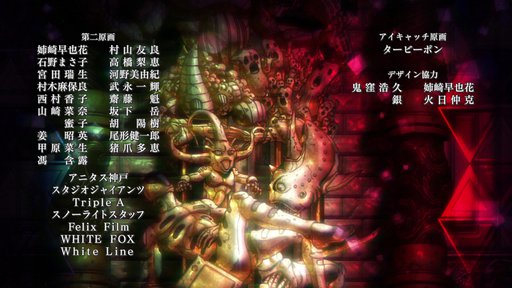 第二原画
姉崎早也花 村山友良
石野まさ子 高橋梨恵
宮田瑞生 河野美由紀
村木麻保良 武永一輝
西村香子 齋藤魁
山崎菜奈 坂下岳
蜜子 胡陽樹
姜昭英 尾形健一郎
甲原菜生 猪爪多恵
馮含露
アニタス神戸
スタジオジャイアンツ
Triple A
スノーライトスタッフ
Felix Film
WHITE FOX
White Line
アイキャッチ原画
タービーボン
デザイン協力
鬼窪浩久 姉崎早也花
銀 火日仲克